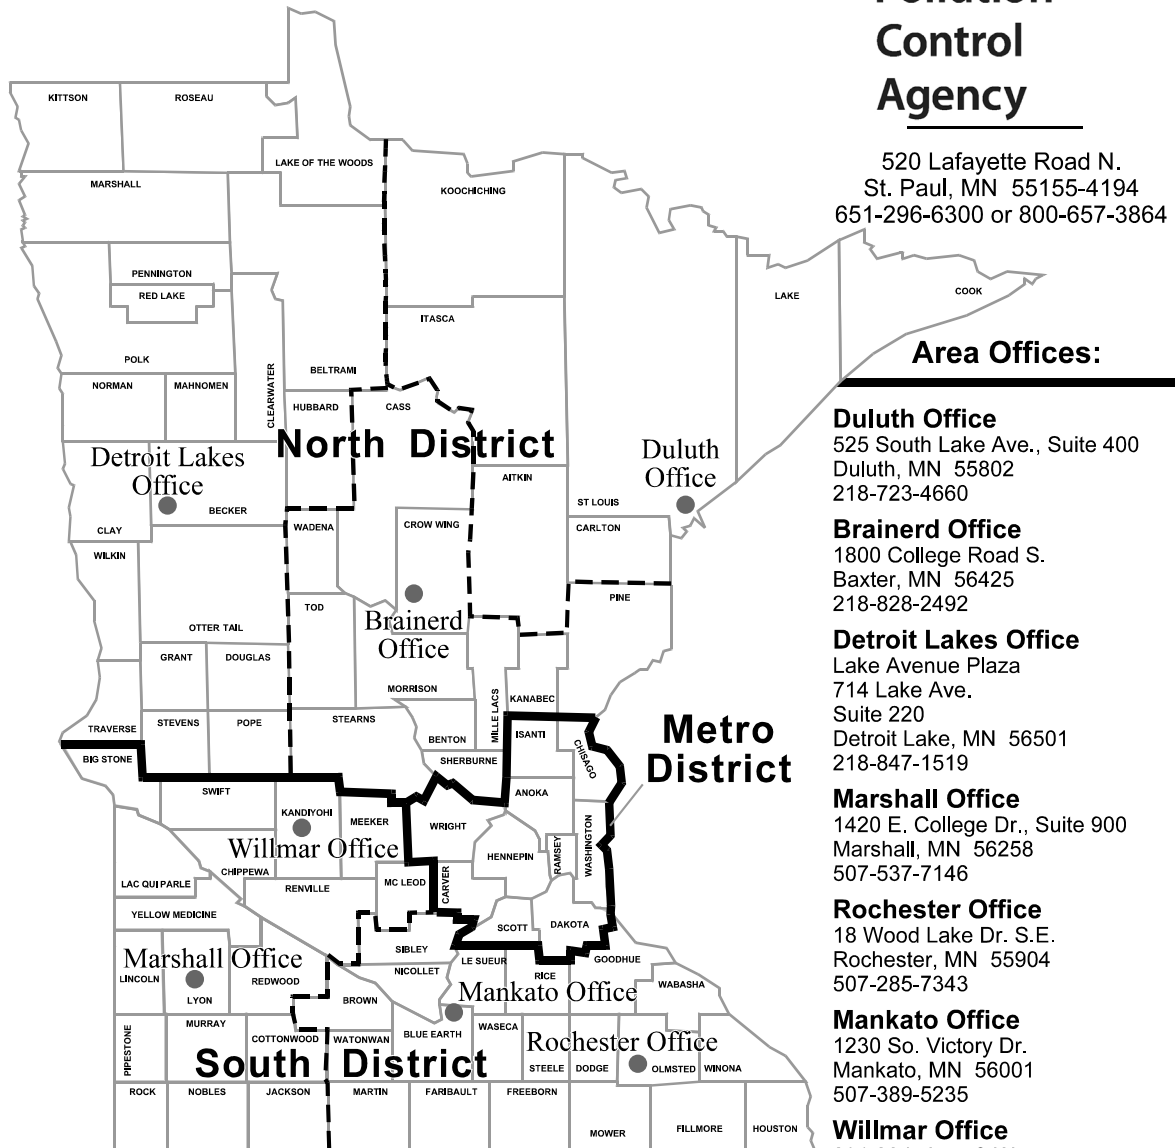 Control
Agency
520 Lafayette Road N.
St. Paul, MN 55155-4194
651-296-6300 or 800-657-3864
KITTSON
ROSEAU
LAKE OF THE WOODS
MARSHALL
KOOCHICHING
PENNINGTON
RED LAKE
LAKE
COOK
ITASCA
POLK
BELTRAMI
CLEARWATER
NORMAN
MAHNOMEN
HUBBARD
CASS
North District
Detroit Lakes
Office
BECKER
Duluth
Office
AITKIN
ST LOUIS
CARLTON
CLAY
WADENA
CROW WING
WILKIN
PINE
TOD
Brainerd
Office
OTTER TAIL
GRANT
DOUGLAS
MORRISON
MILLE LACS
KANABEC
TRAVERSE
STEVENS
POPE
STEARNS
BENTON
ISANTI
CHISAGO
Metro
District
BIG STONE
SHERBURNE
SWIFT
ANOKA
KANDIYOHI
MEEKER
WRIGHT
Willmar Office
HENNEPIN
RAMSEY
WASHINGTON
CHIPPEWA
LAC QUI PARLE
RENVILLE
MC LEOD
CARVER
YELLOW MEDICINE
SCOTT
DAKOTA
SIBLEY
Marshall Office
LINCOLN
LYON
REDWOOD
NICOLLET
LE SUEUR
RICE
GOODHUE
WABASHA
BROWN
Mankato Office
PIPESTONE
MURRAY
COTTONWOOD
WATONWAN
BLUE EARTH
WASECA
Rochester Office
South District
STEELE
DODGE
OLMSTED
WINONA
ROCK
NOBLES
JACKSON
MARTIN
FARIBAULT
FREEBORN
MOWER
FILLMORE
HOUSTON
Area Offices:
Duluth Office
525 South Lake Ave., Suite 400
Duluth, MN 55802
218-723-4660
Brainerd Office
1800 College Road S.
Baxter, MN 56425
218-828-2492
Detroit Lakes Office
Lake Avenue Plaza
714 Lake Ave.
Suite 220
Detroit Lake, MN 56501
218-847-1519
Marshall Office
1420 E. College Dr., Suite 900
Marshall, MN 56258
507-537-7146
Rochester Office
18 Wood Lake Dr. S.E.
Rochester, MN 55904
507-285-7343
Mankato Office
1230 So. Victory Dr.
Mankato, MN 56001
507-389-5235
Willmar Office